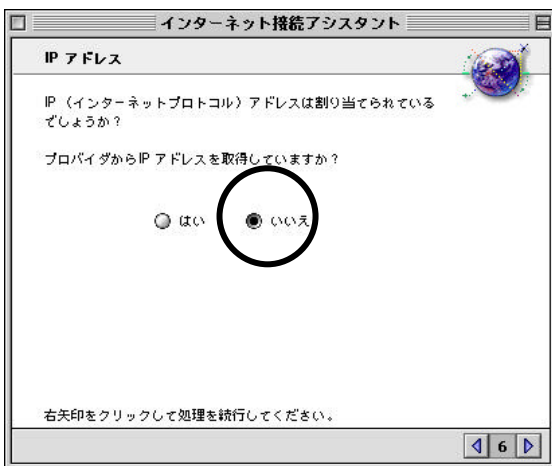 インターネット接続アシスタント
IP アドレス
IP （インターネットプロトコル）アドレスは割り当てられている
でしょうか？
プロバイダからIP アドレスを取得していますか？
はい いいえ
右矢印をクリックして処理を続行してください。
6